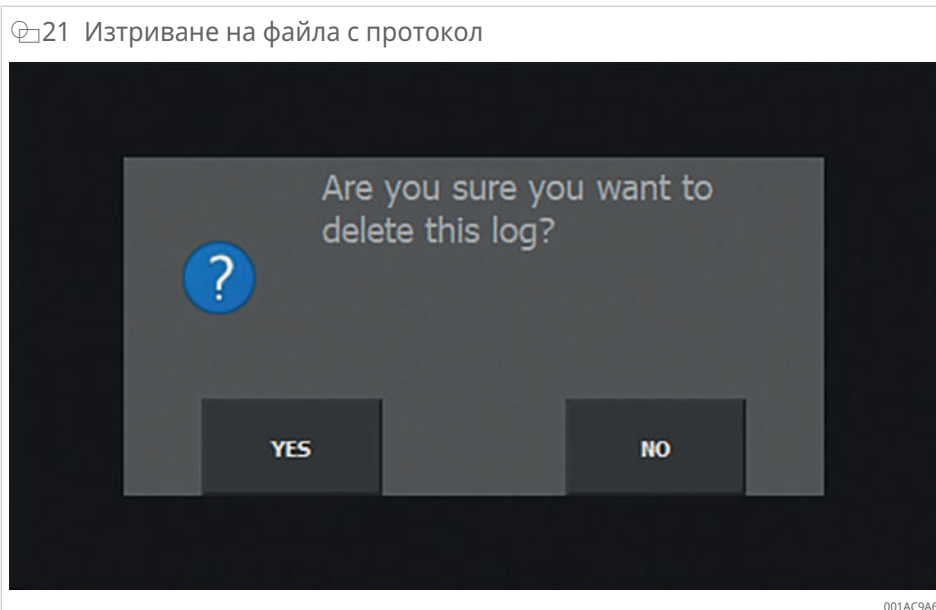 21 Изтриване на файла с протокол
Are you sure you want to
delete this log?
?
YES
NO
001AC9A6